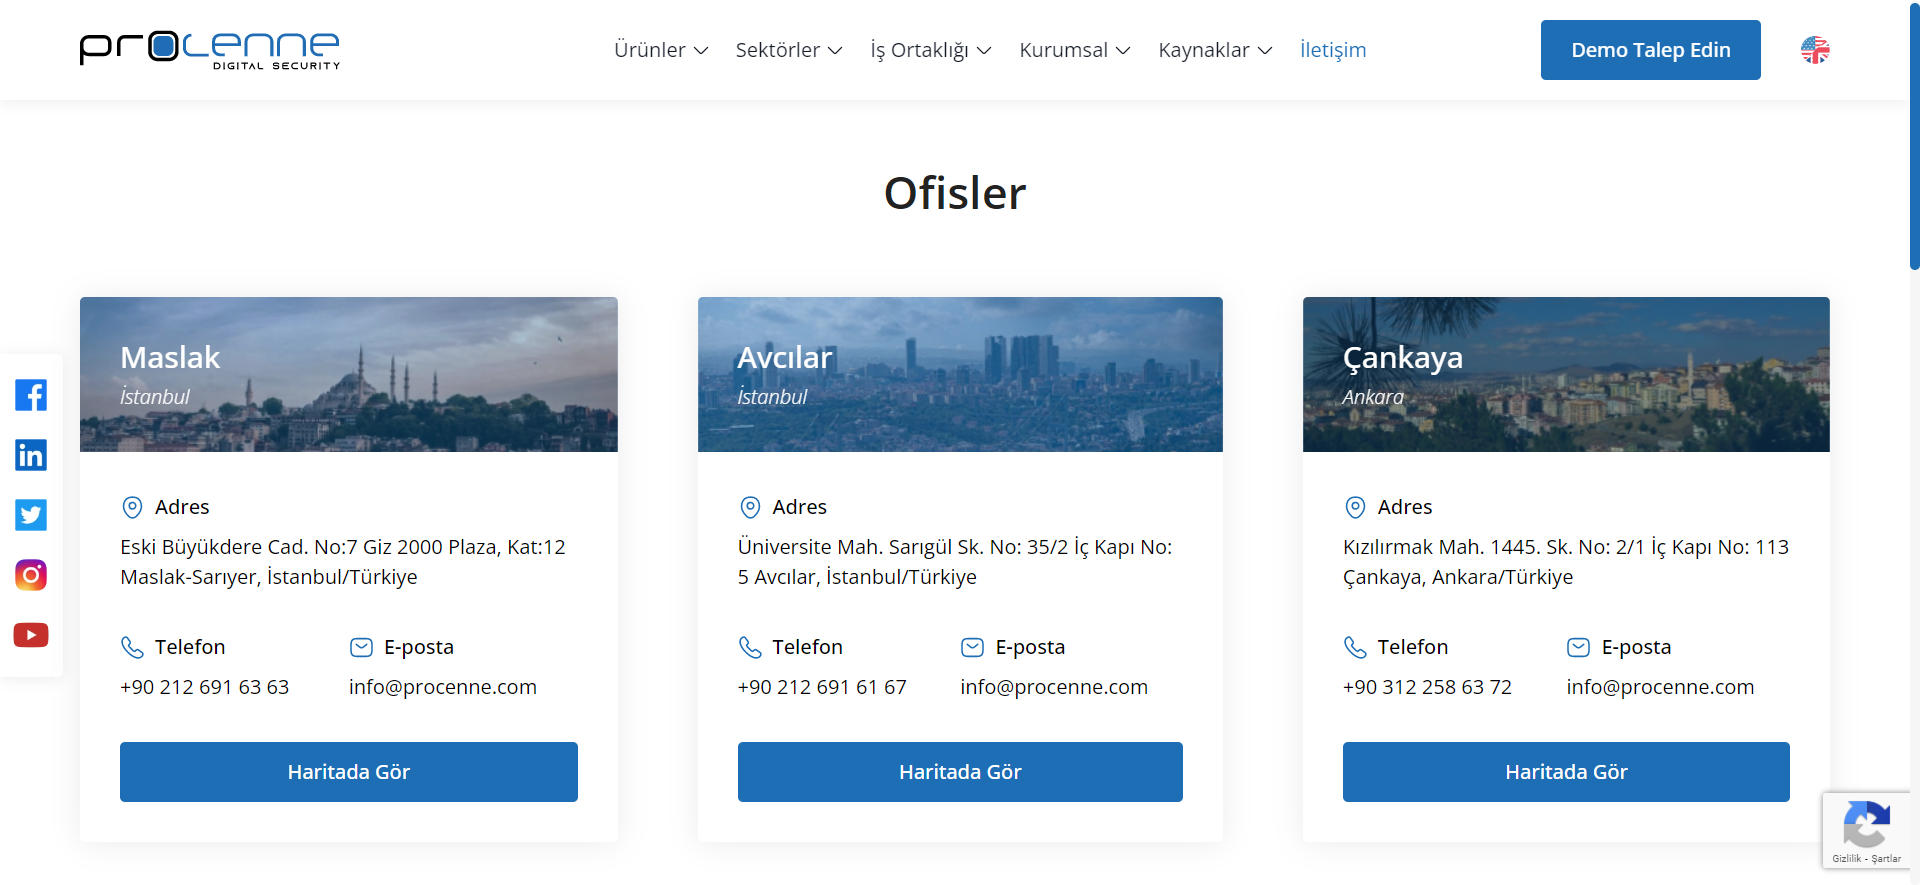 procenne
DIGITAL SECURITY
Ürünler
Sektörler
İş Ortaklığı
Kurumsal
Kaynaklar
İletişim
Demo Talep Edin
Ofisler
Maslak
İstanbul
Adres
Eski Büyükdere Cad. No:7 Giz 2000 Plaza, Kat:12
Maslak-Sarıyer, İstanbul/Türkiye
Telefon
+90 212 691 63 63
E-posta
info@procenne.com
Haritada Gör
Avcılar
İstanbul
Adres
Üniversite Mah. Sarıgül Sk. No: 35/2 İç Kapı No:
5 Avcılar, İstanbul/Türkiye
Telefon
+90 212 691 61 67
E-posta
info@procenne.com
Haritada Gör
Çankaya
Ankara
Adres
Kızılırmak Mah. 1445. Sk. No: 2/1 İç Kapı No: 113
Çankaya, Ankara/Türkiye
Telefon
+90 312 258 63 72
E-posta
info@procenne.com
Haritada Gör
Gizlilik - Şartlar